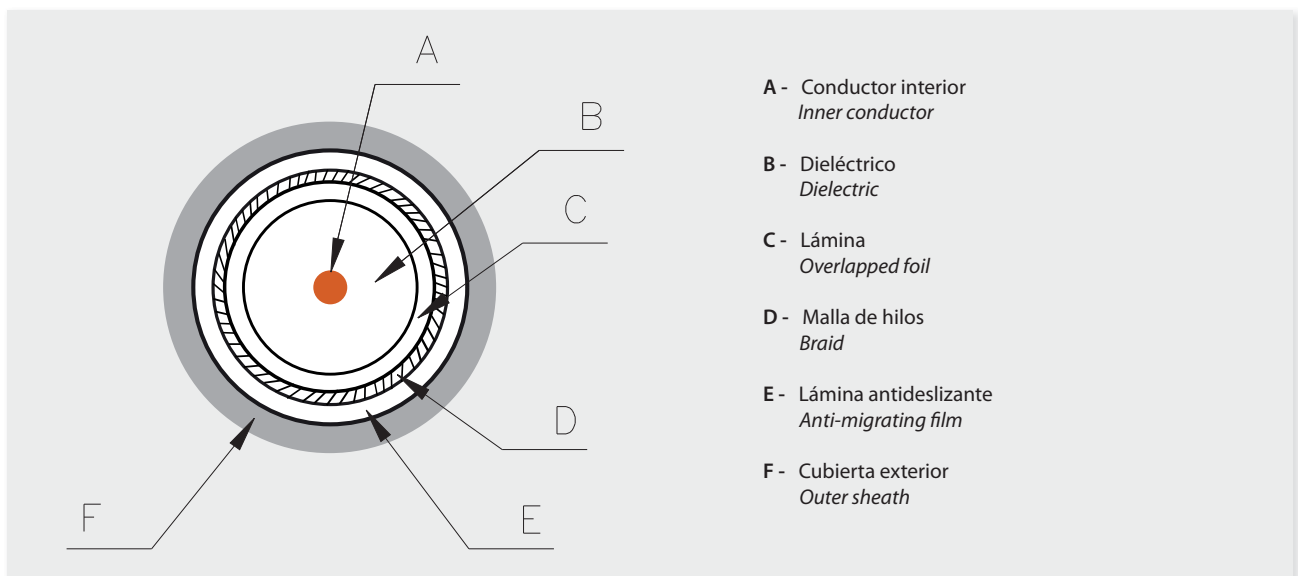 A
B
C
D
E
F
A - Conductor interior
Inner conductor
B - Dieléctrico
Dielectric
C - Lámina
Overlapped foil
D - Malla de hilos
Braid
E - Lámina antideslizante
Anti-migrating film
F - Cubierta exterior
Outer sheath